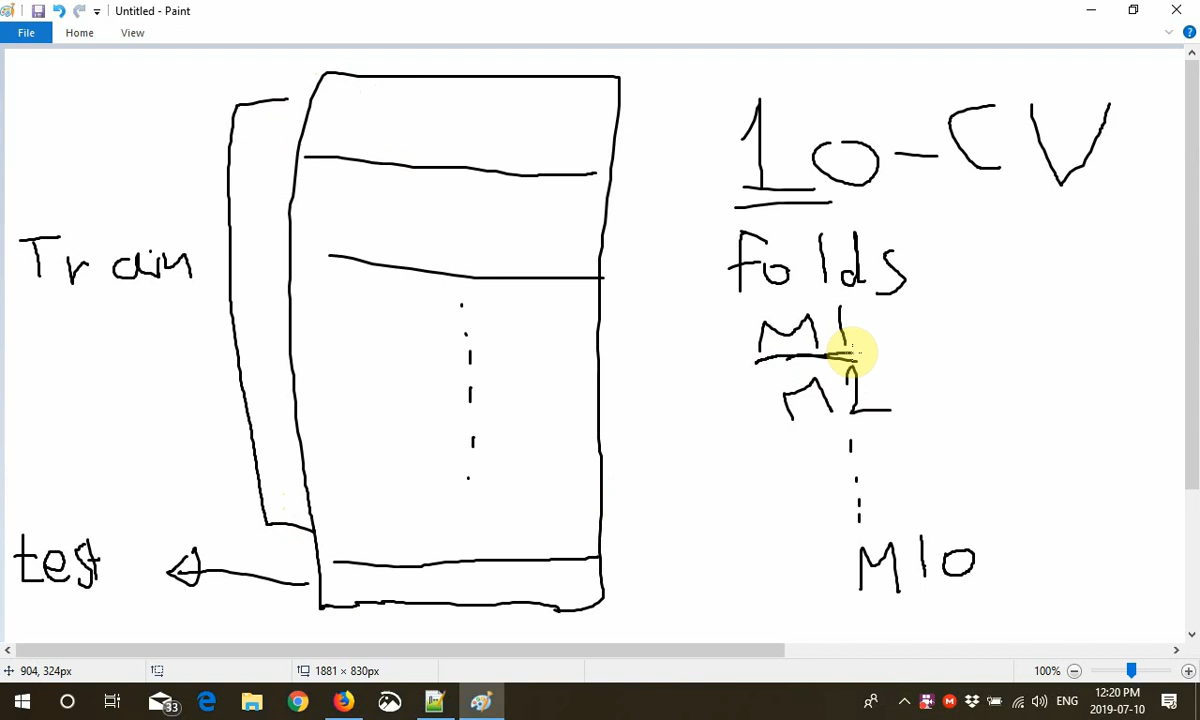 Untitled - Paint
File Home View
10-CV
Train
Folds
M1
M2
test
M10
904, 324px
1881 × 830px
100%
33
ENG
12:20 PM
2019-07-10